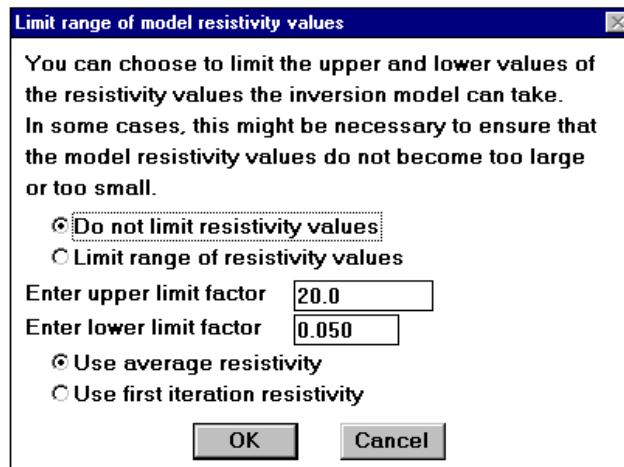 Limit range of model resistivity values
You can choose to limit the upper and lower values of
the resistivity values the inversion model can take.
In some cases, this might be necessary to ensure that
the model resistivity values do not become too large
or too small.
Do not limit resistivity values
Limit range of resistivity values
Enter upper limit factor 20.0
Enter lower limit factor 0.050
Use average resistivity
Use first iteration resistivity
OK Cancel